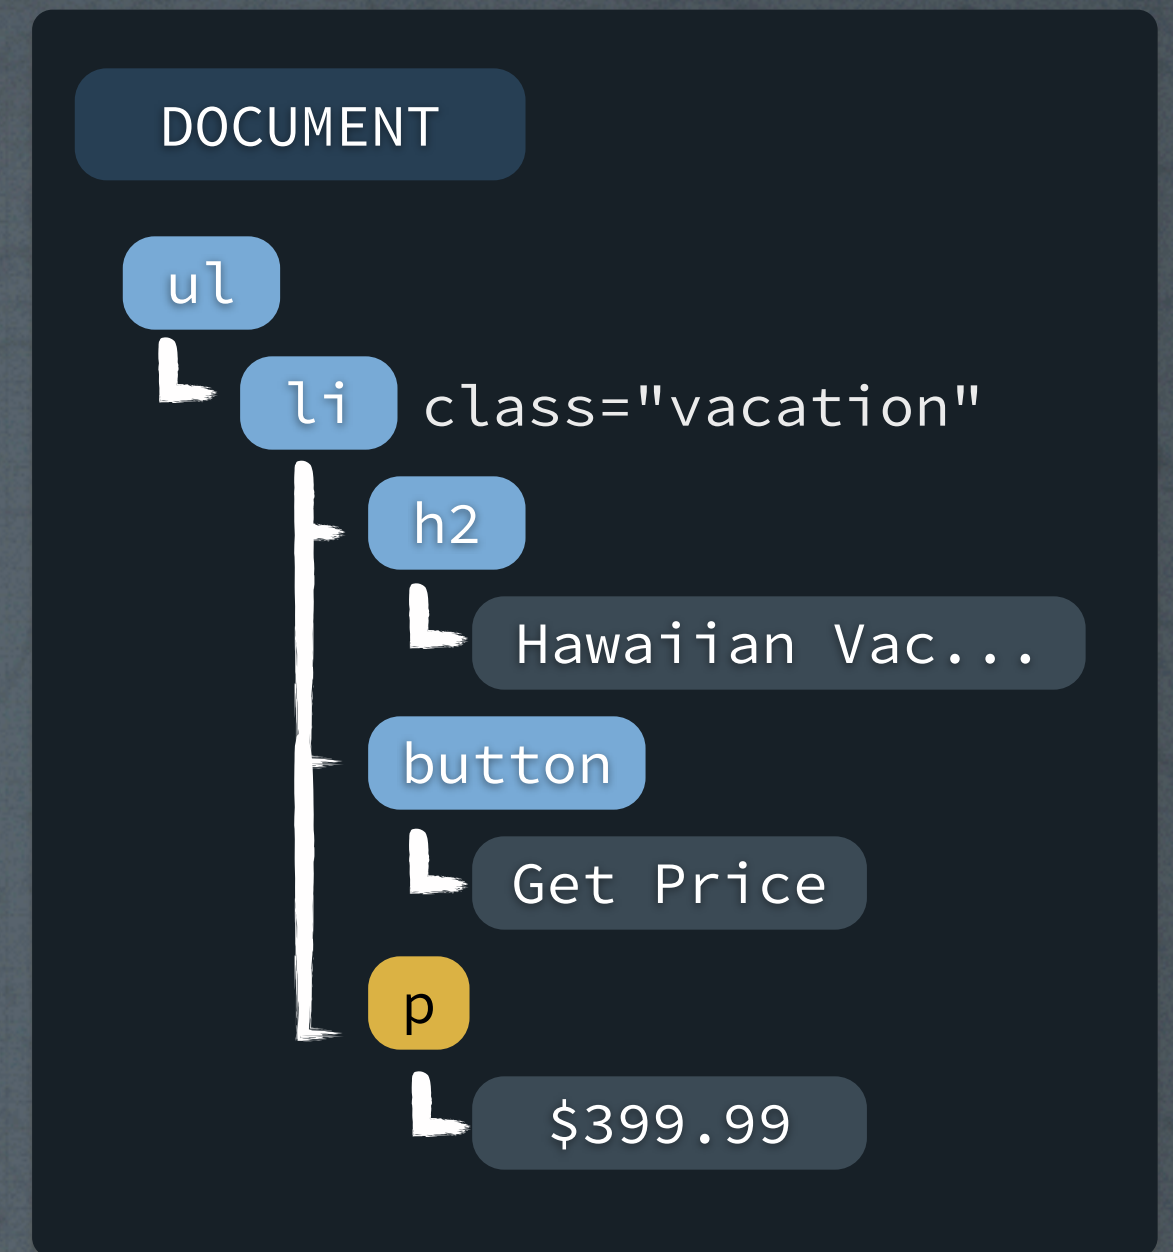 DOCUMENT
ul
li class="vacation"
h2
Hawaiian Vac...
button
Get Price
p
$399.99